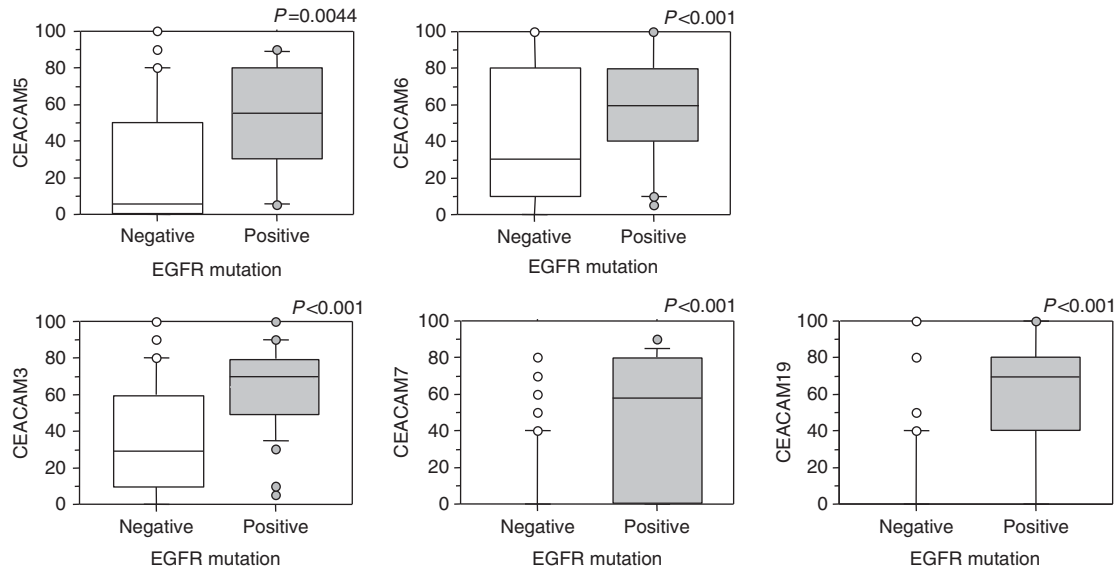 P=0.0044
CEACAM5
100
80
60
40
20
0
Negative Positive
EGFR mutation
P<0.001
CEACAM6
100
80
60
40
20
0
Negative Positive
EGFR mutation
P<0.001
CEACAM3
100
80
60
40
20
0
Negative Positive
EGFR mutation
P<0.001
CEACAM7
100
80
60
40
20
0
Negative Positive
EGFR mutation
P<0.001
CEACAM19
100
80
60
40
20
0
Negative Positive
EGFR mutation